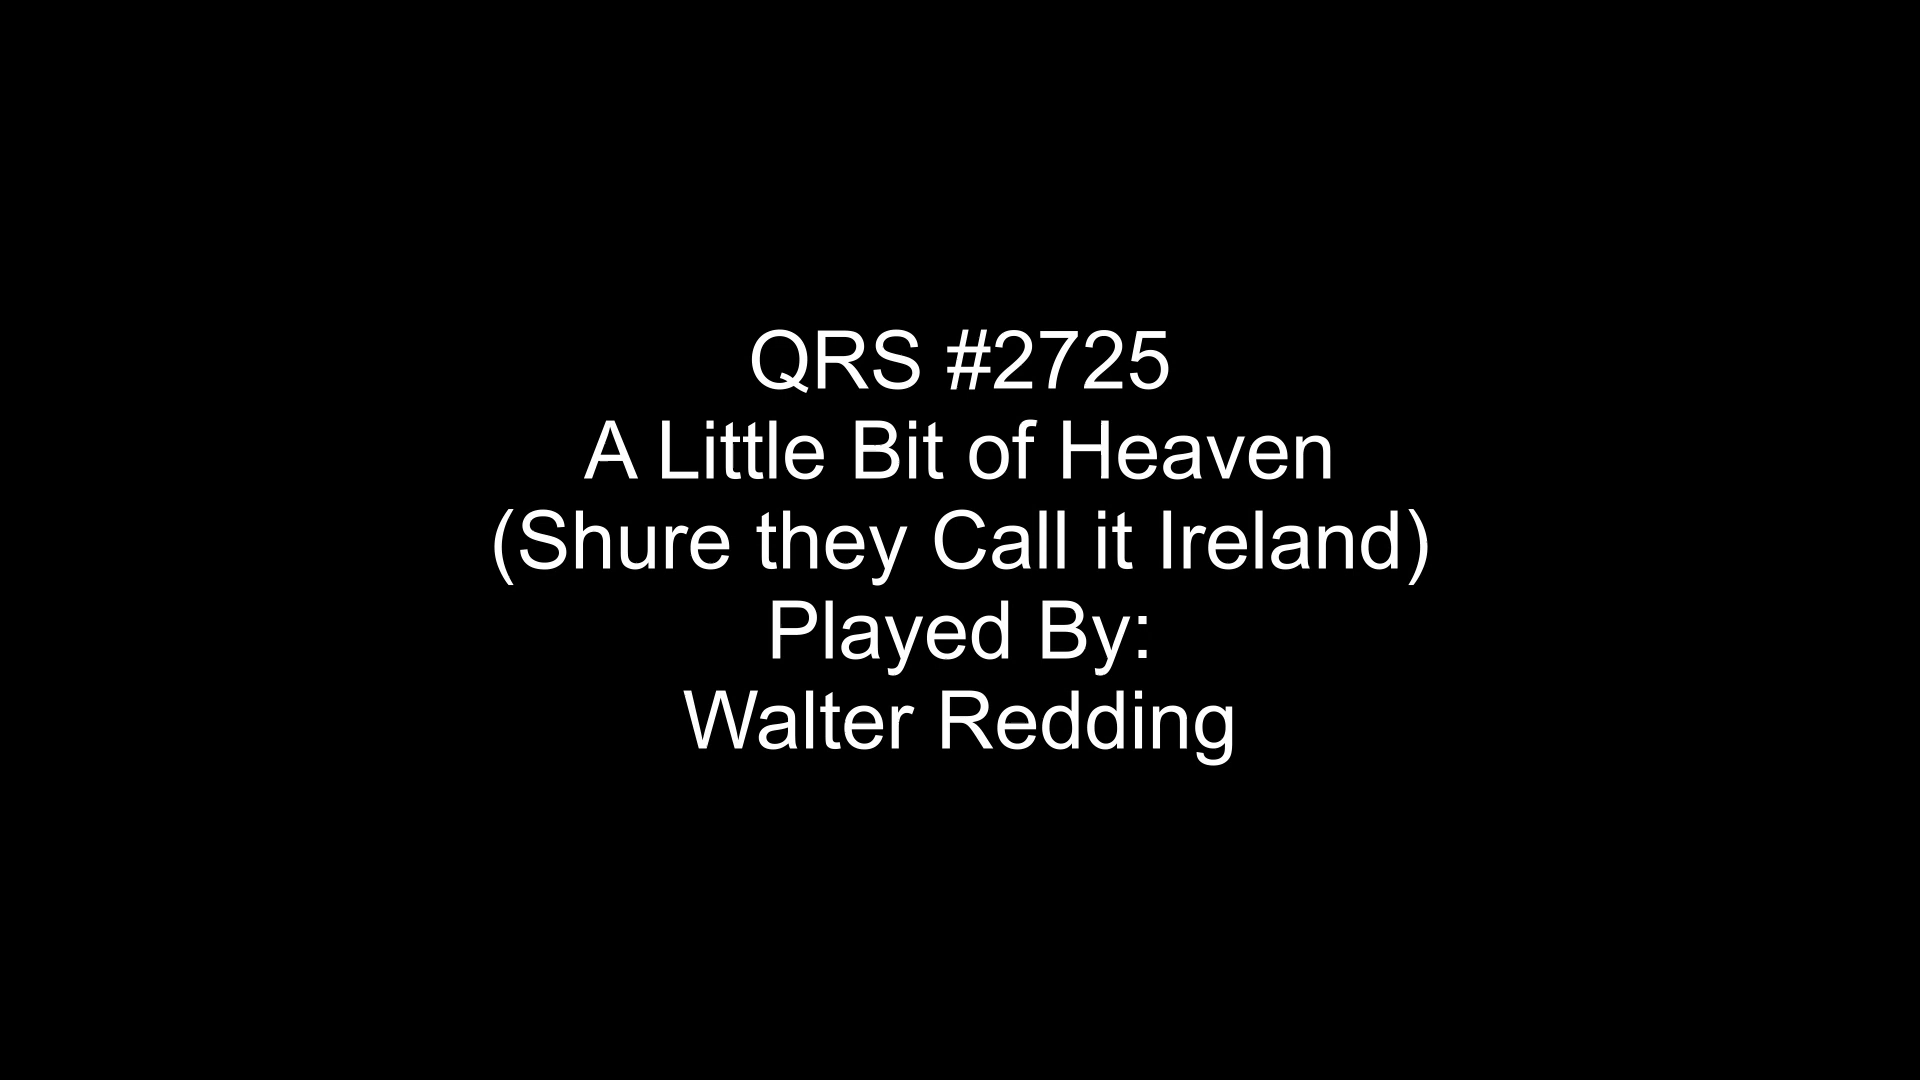 QRS #2725
A Little Bit of Heaven
(Shure they Call it Ireland)
Played By:
Walter Redding